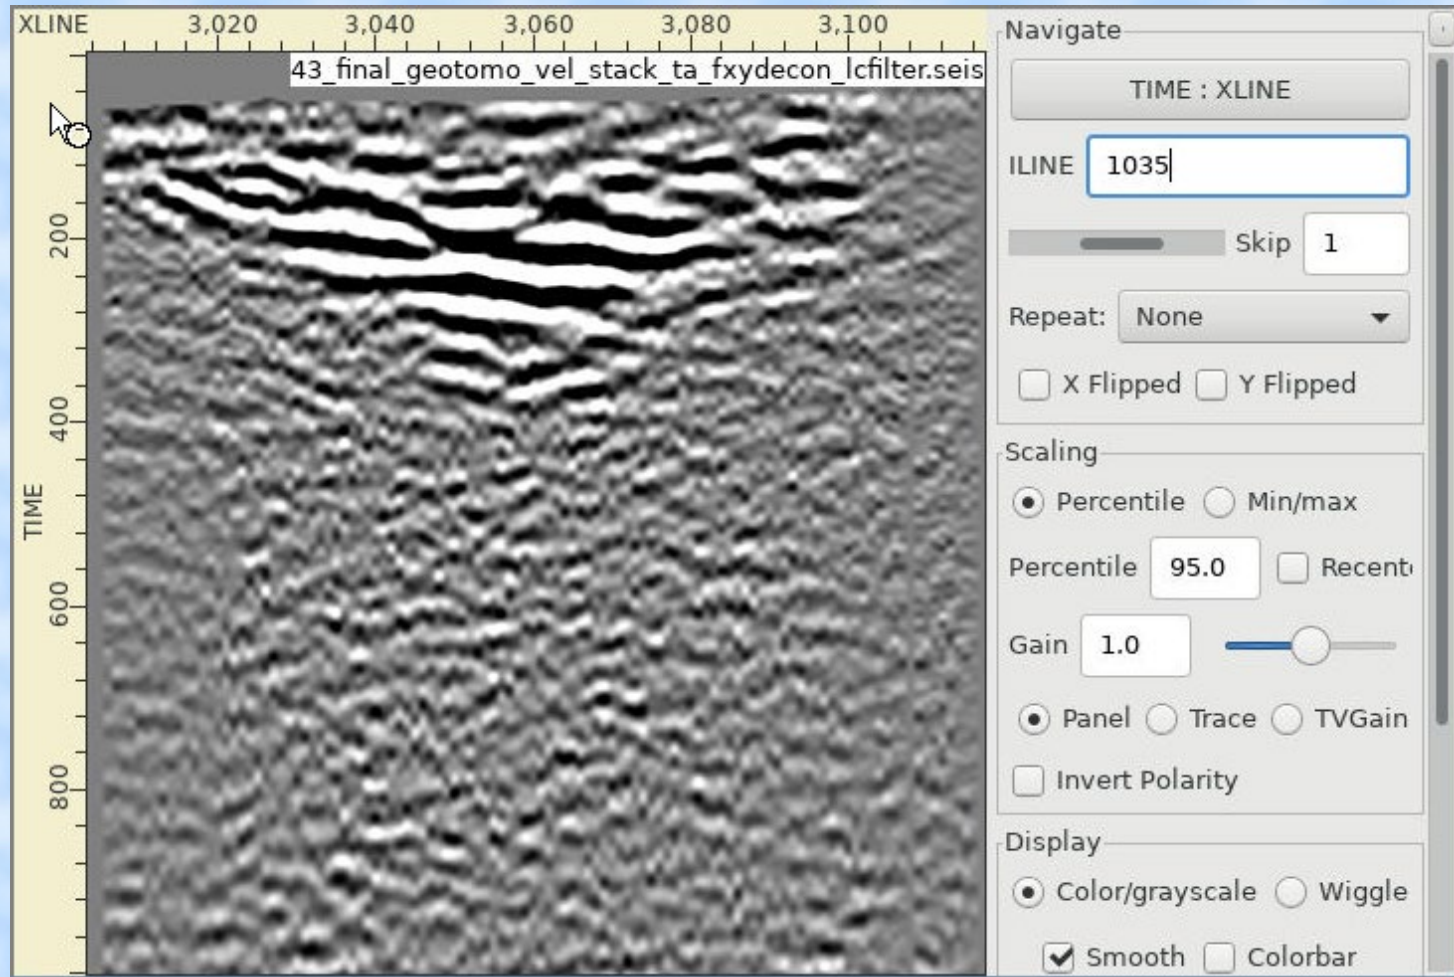 XLINE 3,020 3,040 3,060 3,080 3,100
43_final_geotomo_vel_stack_ta_fxydecon_lcfilter.seis
TIME
200
400
600
800
Navigate
TIME : XLINE
ILINE 1035
Skip 1
Repeat: None
X Flipped Y Flipped
Scaling
Percentile Min/max
Percentile 95.0 Recent
Gain 1.0
Panel Trace TVGain
Invert Polarity
Display
Color/grayscale Wiggle
Smooth Colorbar